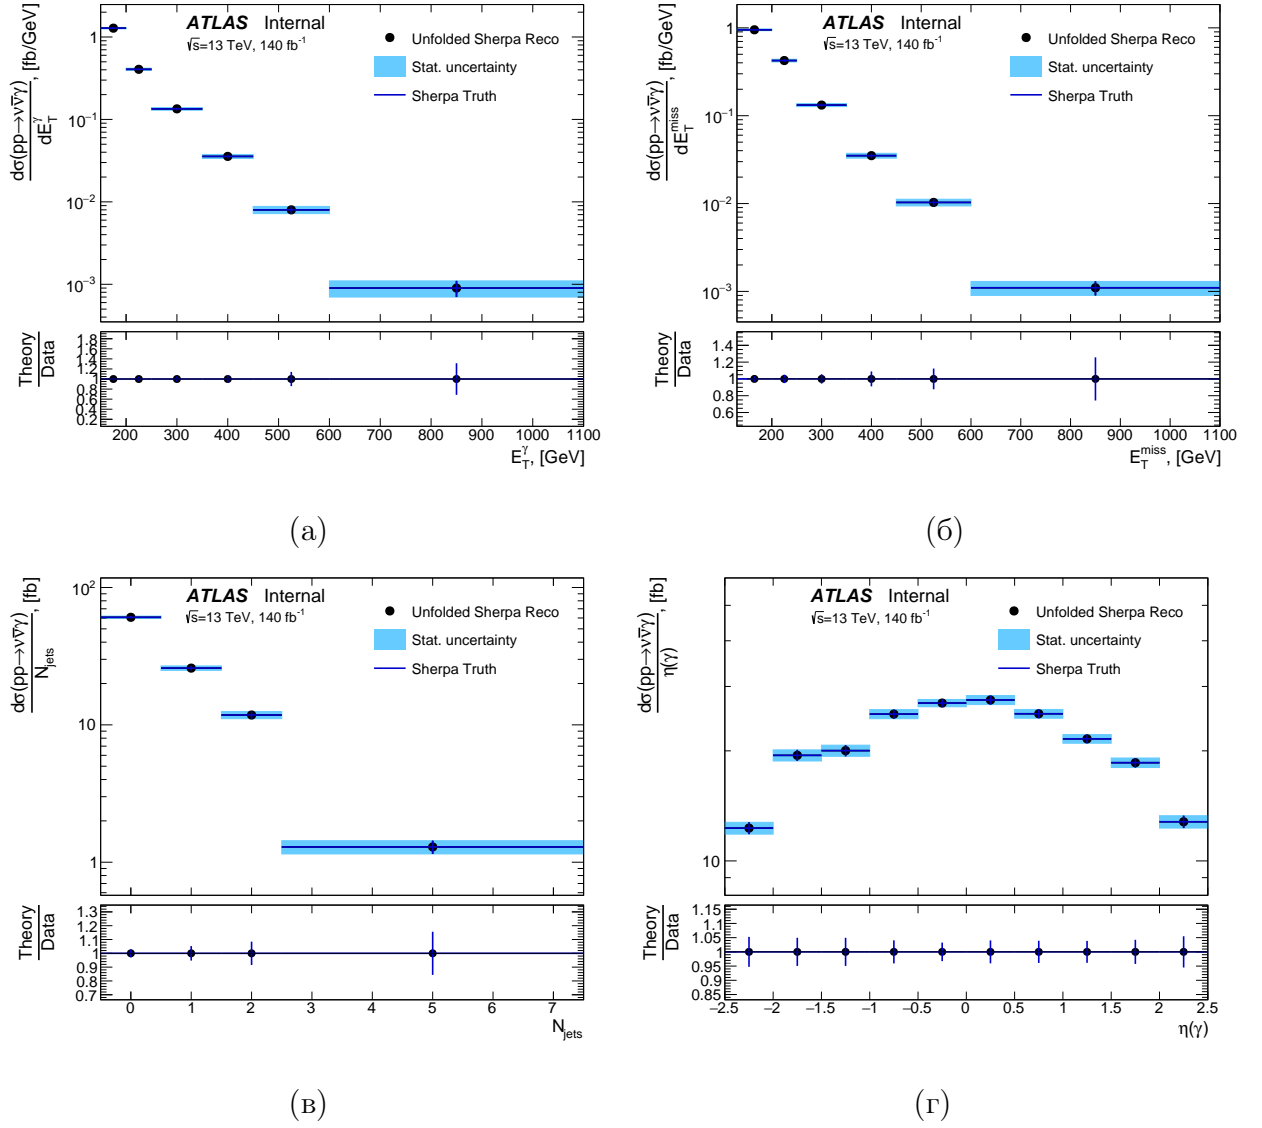 ATLAS Internal
√s=13 TeV, 140 fb⁻¹
Unfolded Sherpa Reco
Stat. uncertainty
Sherpa Truth
dσ(pp→νν̅γ)/dE_T^γ, [fb/GeV]
1
10⁻¹
10⁻²
10⁻³
Theory/Data
1.8
1.6
1.4
1.2
1
0.8
0.6
0.4
0.2
200 300 400 500 600 700 800 900 1000 1100
E_T^γ, [GeV]
(а)
ATLAS Internal
√s=13 TeV, 140 fb⁻¹
Unfolded Sherpa Reco
Stat. uncertainty
Sherpa Truth
dσ(pp→νν̅γ)/dE_T^miss, [fb/GeV]
1
10⁻¹
10⁻²
10⁻³
Theory/Data
1.4
1.2
1
0.8
0.6
200 300 400 500 600 700 800 900 1000 1100
E_T^miss, [GeV]
(б)
ATLAS Internal
√s=13 TeV, 140 fb⁻¹
Unfolded Sherpa Reco
Stat. uncertainty
Sherpa Truth
dσ(pp→νν̅γ)/N_jets, [fb]
10²
10
1
Theory/Data
1.3
1.2
1.1
1
0.9
0.8
0.7
0 1 2 3 4 5 6 7
N_jets
(в)
ATLAS Internal
√s=13 TeV, 140 fb⁻¹
Unfolded Sherpa Reco
Stat. uncertainty
Sherpa Truth
dσ(pp→νν̅γ)/η(γ), [fb]
10
Theory/Data
1.15
1.1
1.05
1
0.95
0.9
0.85
−2.5 −2 −1.5 −1 −0.5 0 0.5 1 1.5 2 2.5
η(γ)
(г)